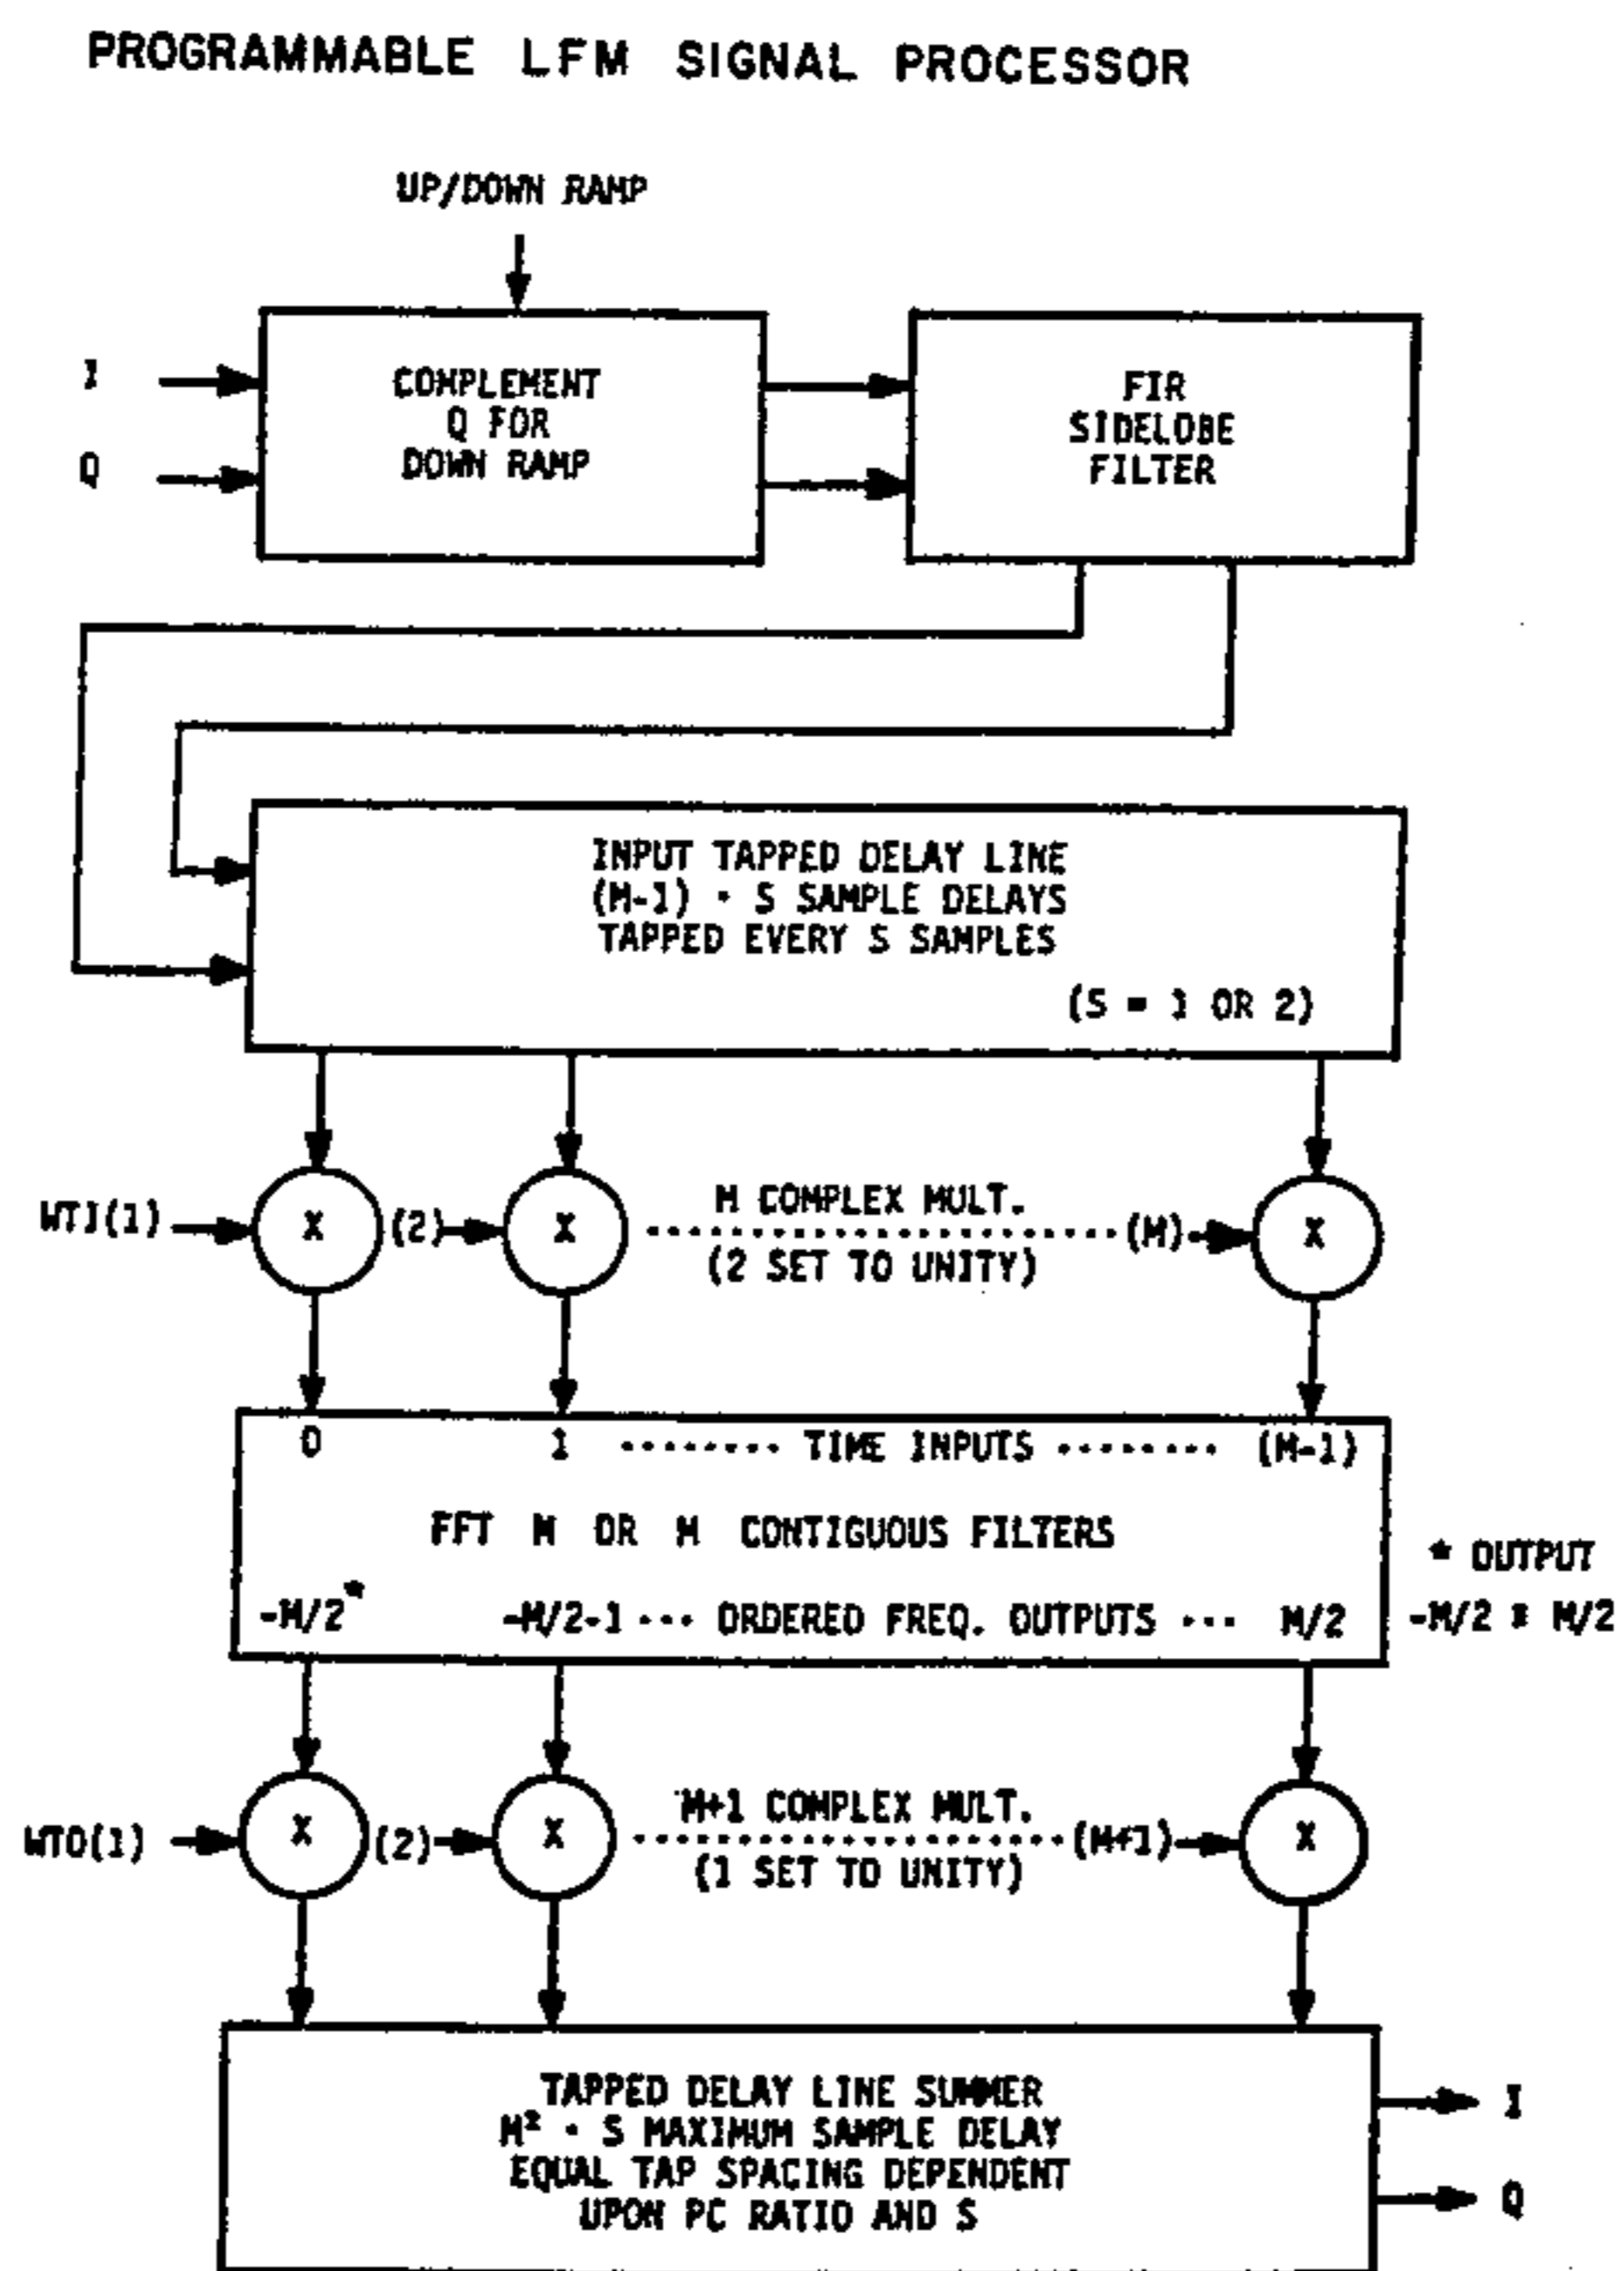 PROGRAMMABLE LFM SIGNAL PROCESSOR
UP/DOWN RAMP
I
Q
COMPLEMENT
Q FOR
DOWN RAMP
FIR
SIDELOBE
FILTER
INPUT TAPPED DELAY LINE
(M-1) · S SAMPLE DELAYS
TAPPED EVERY S SAMPLES
(S = 1 OR 2)
WTI(1) X (2) X M COMPLEX MULT. (M) X
(2 SET TO UNITY)
0 1 ........ TIME INPUTS ........ (M-1)
FFT M OR M CONTIGUOUS FILTERS
* OUTPUT
-M/2* -M/2-1 ... ORDERED FREQ. OUTPUTS ... M/2 -M/2 M/2
WTO(1) X (2) X M+1 COMPLEX MULT. (M+1) X
(1 SET TO UNITY)
TAPPED DELAY LINE SUMMER
M² · S MAXIMUM SAMPLE DELAY
EQUAL TAP SPACING DEPENDENT
UPON PC RATIO AND S
I
Q